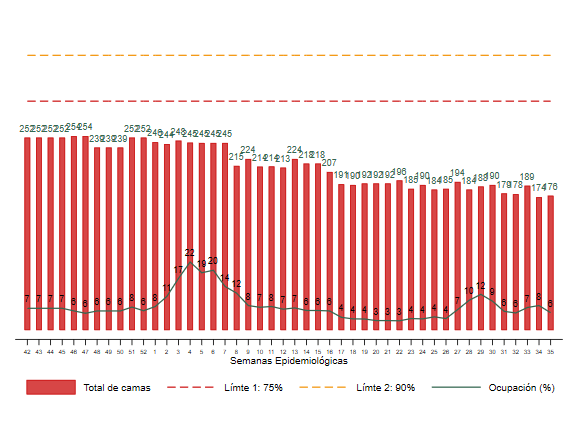 252 252 252 252 254 254 239 239 239 252 252 246 244 248 245 245 245 245 215 224 214 214 213 224 218 218 207 191 190 192 192 192 196 185 190 184 185 194 184 188 190 179 178 189 174 176
7 7 7 7 6 6 6 6 6 8 6 8 11 17 22 19 20 14 12 8 7 8 7 7 6 6 6 4 4 4 3 3 3 4 4 6 4 7 10 12 9 6 6 7 8 6
42 43 44 45 46 47 48 49 50 51 52 1 2 3 4 5 6 7 8 9 10 11 12 13 14 15 16 17 18 19 20 21 22 23 24 25 26 27 28 29 30 31 32 33 34 35
Semanas Epidemiológicas
Total de camas Límte 1: 75% Límte 2: 90% Ocupación (%)